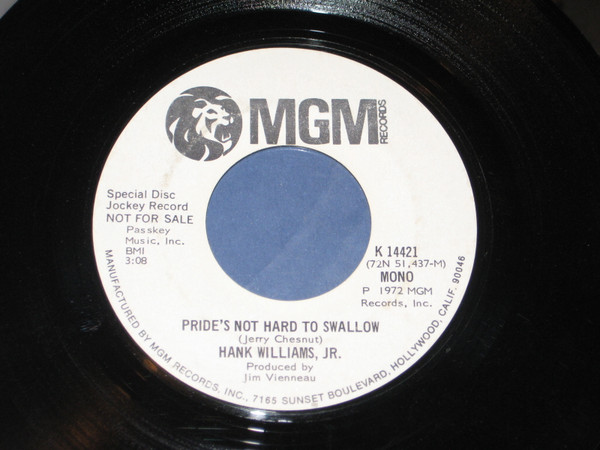 MGM RECORDS
Special Disc
Jockey Record
NOT FOR SALE
Passkey
Music, Inc.
BMI
3:08
K 14421
(72N 51,437-M)
MONO
P 1972 MGM
Records, Inc.
PRIDE'S NOT HARD TO SWALLOW
(Jerry Chesnut)
HANK WILLIAMS, JR.
Produced by
Jim Vienneau
MANUFACTURED BY MGM RECORDS, INC., 7165 SUNSET BOULEVARD, HOLLYWOOD, CALIF. 90046